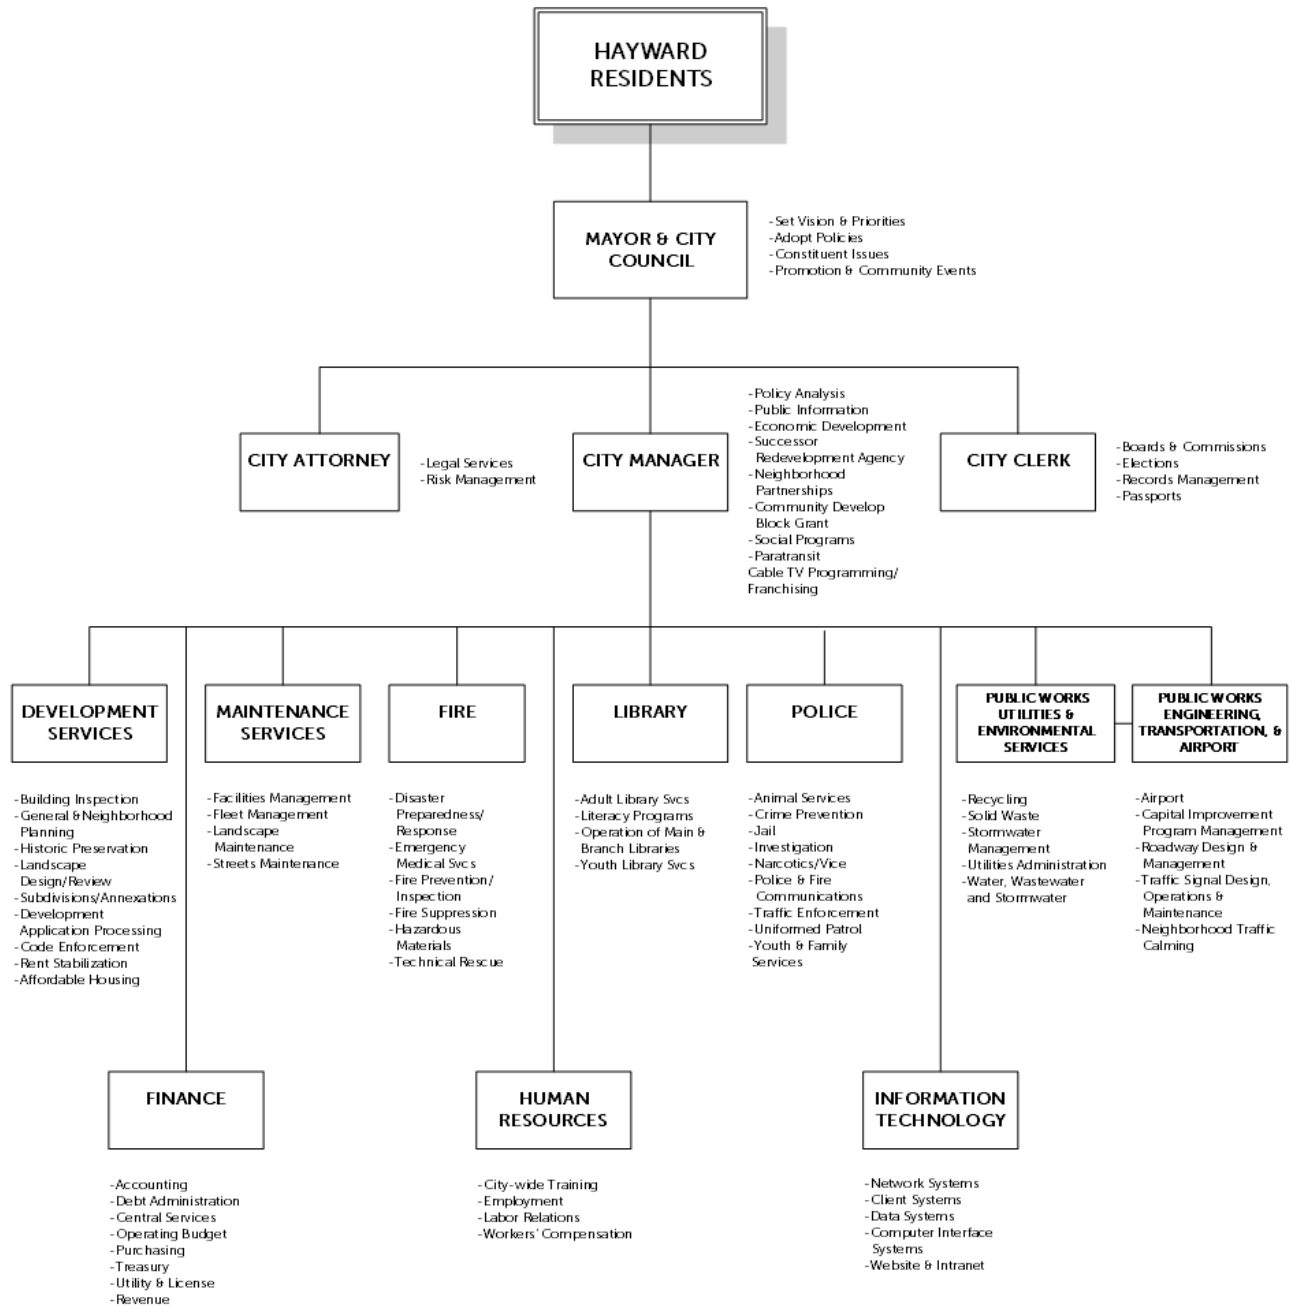 HAYWARD
RESIDENTS
MAYOR & CITY
COUNCIL
-Set Vision & Priorities
-Adopt Policies
-Constituent Issues
-Promotion & Community Events
CITY ATTORNEY
-Legal Services
-Risk Management
CITY MANAGER
-Policy Analysis
-Public Information
-Economic Development
-Successor
Redevelopment Agency
-Neighborhood
Partnerships
-Community Develop
Block Grant
-Social Programs
-Paratransit
Cable TV Programming/
Franchising
CITY CLERK
-Boards & Commissions
-Elections
-Records Management
-Passports
DEVELOPMENT
SERVICES
-Building Inspection
-General & Neighborhood
Planning
-Historic Preservation
-Landscape
Design/Review
-Subdivisions/Annexations
-Development
Application Processing
-Code Enforcement
-Rent Stabilization
-Affordable Housing
MAINTENANCE
SERVICES
-Facilities Management
-Fleet Management
-Landscape
Maintenance
-Streets Maintenance
FIRE
-Disaster
Preparedness/
Response
-Emergency
Medical Svcs
-Fire Prevention/
Inspection
-Fire Suppression
-Hazardous
Materials
-Technical Rescue
LIBRARY
-Adult Library Svcs
-Literacy Programs
-Operation of Main &
Branch Libraries
-Youth Library Svcs
POLICE
-Animal Services
-Crime Prevention
-Jail
-Investigation
-Narcotics/Vice
-Police & Fire
Communications
-Traffic Enforcement
-Uniformed Patrol
-Youth & Family
Services
PUBLIC WORKS
UTILITIES &
ENVIRONMENTAL
SERVICES
-Recycling
-Solid Waste
-Stormwater
Management
-Utilities Administration
-Water, Wastewater
and Stormwater
PUBLIC WORKS
ENGINEERING,
TRANSPORTATION, &
AIRPORT
-Airport
-Capital Improvement
Program Management
-Roadway Design &
Management
-Traffic Signal Design,
Operations &
Maintenance
-Neighborhood Traffic
Calming
FINANCE
-Accounting
-Debt Administration
-Central Services
-Operating Budget
-Purchasing
-Treasury
-Utility & License
-Revenue
HUMAN
RESOURCES
-City-wide Training
-Employment
-Labor Relations
-Workers' Compensation
INFORMATION
TECHNOLOGY
-Network Systems
-Client Systems
-Data Systems
-Computer Interface
Systems
-Website & Intranet